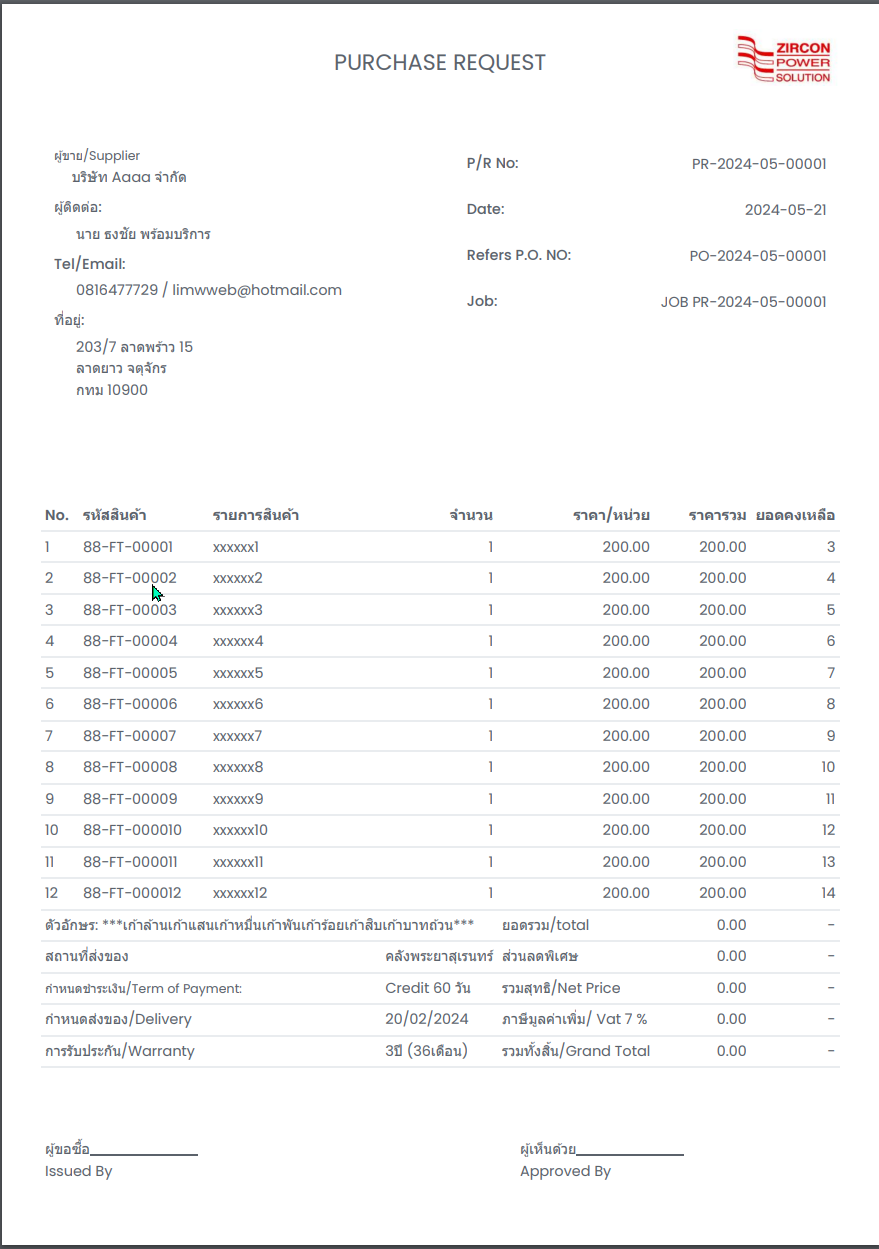 PURCHASE REQUEST
ZIRCON
POWER
SOLUTION
ผู้ขาย/Supplier
บริษัท Aaaa จำกัด
ผู้ติดต่อ:
นาย ธงชัย พร้อมบริการ
Tel/Email:
0816477729 / limwweb@hotmail.com
ที่อยู่:
203/7 ลาดพร้าว 15
ลาดยาว จตุจักร
กทม 10900
P/R No: PR-2024-05-00001
Date: 2024-05-21
Refers P.O. NO: PO-2024-05-00001
Job: JOB PR-2024-05-00001
No. รหัสสินค้า รายการสินค้า จำนวน ราคา/หน่วย ราคารวม ยอดคงเหลือ
1 88-FT-00001 xxxxxx1 1 200.00 200.00 3
2 88-FT-00002 xxxxxx2 1 200.00 200.00 4
3 88-FT-00003 xxxxxx3 1 200.00 200.00 5
4 88-FT-00004 xxxxxx4 1 200.00 200.00 6
5 88-FT-00005 xxxxxx5 1 200.00 200.00 7
6 88-FT-00006 xxxxxx6 1 200.00 200.00 8
7 88-FT-00007 xxxxxx7 1 200.00 200.00 9
8 88-FT-00008 xxxxxx8 1 200.00 200.00 10
9 88-FT-00009 xxxxxx9 1 200.00 200.00 11
10 88-FT-000010 xxxxxx10 1 200.00 200.00 12
11 88-FT-000011 xxxxxx11 1 200.00 200.00 13
12 88-FT-000012 xxxxxx12 1 200.00 200.00 14
ตัวอักษร: ***เก้าล้านเก้าแสนเก้าหมื่นเก้าพันเก้าร้อยเก้าสิบเก้าบาทถ้วน*** ยอดรวม/total 0.00 -
สถานที่ส่งของ คลังพระยาสุเรนทร์ ส่วนลดพิเศษ 0.00 -
กำหนดชำระเงิน/Term of Payment: Credit 60 วัน รวมสุทธิ/Net Price 0.00 -
กำหนดส่งของ/Delivery 20/02/2024 ภาษีมูลค่าเพิ่ม/ Vat 7 % 0.00 -
การรับประกัน/Warranty 3ปี (36เดือน) รวมทั้งสิ้น/Grand Total 0.00 -
ผู้ขอซื้อ_______________ ผู้เห็นด้วย_______________
Issued By Approved By